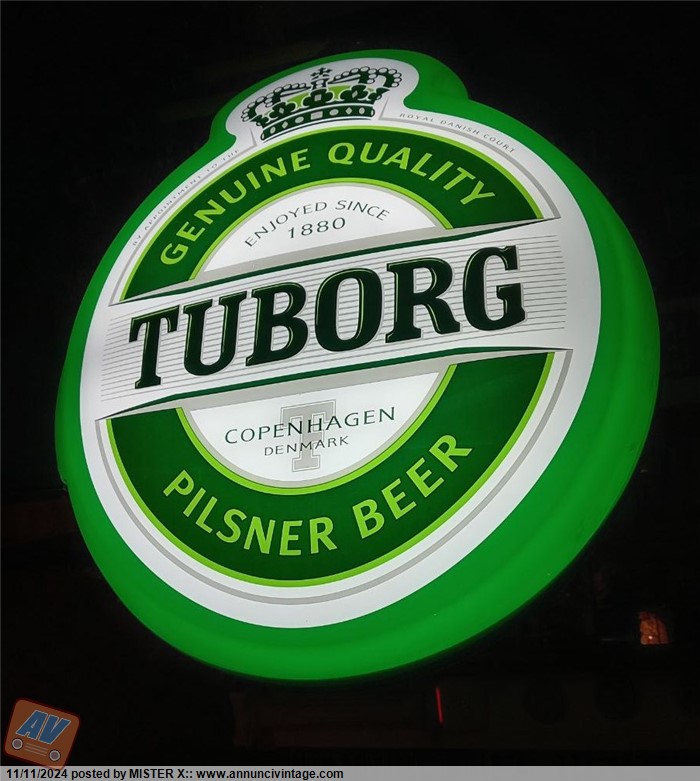 BY APPOINTMENT TO THE
ROYAL DANISH COURT
GENUINE QUALITY
ENJOYED SINCE
1880
TUBORG
T
COPENHAGEN
DENMARK
PILSNER BEER
AV
11/11/2024 posted by MISTER X:: www.annuncivintage.com